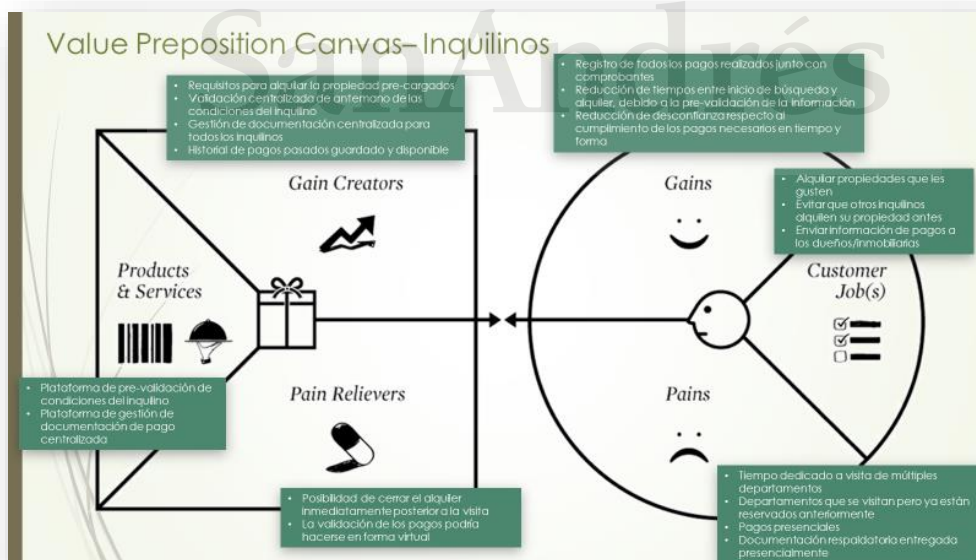 SanAndrés
Value Preposition Canvas– Inquilinos
• Requisitos para alquilar la propiedad pre-cargados
• Validación centralizada de antemano de las
condiciones del inquilino
• Gestión de documentación centralizada para
todos los inquilinos
• Historial de pagos pasados guardado y disponible
• Registro de todos los pagos realizados junto con
comprobantes
• Reducción de tiempos entre inicio de búsqueda y
alquiler, debido a la pre-validación de la información
• Reducción de desconfianza respecto al
cumplimiento de los pagos necesarios en tiempo y
forma
Gain Creators
Gains
• Alquilar propiedades que les
gusten
• Evitar que otros inquilinos
alquilen su propiedad antes
• Enviar información de pagos a
los dueños/inmobiliarias
Products
& Services
Customer
Job(s)
• Plataforma de pre-validación de
condiciones del inquilino
• Plataforma de gestión de
documentación de pago
centralizada
Pain Relievers
Pains
• Posibilidad de cerrar el alquiler
inmediatamente posterior a la visita
• La validación de los pagos podría
hacerse en forma virtual
• Tiempo dedicado a visita de múltiples
departamentos
• Departamentos que se visitan pero ya están
reservados anteriormente
• Pagos presenciales
• Documentación respaldatoria entregada
presencialmente